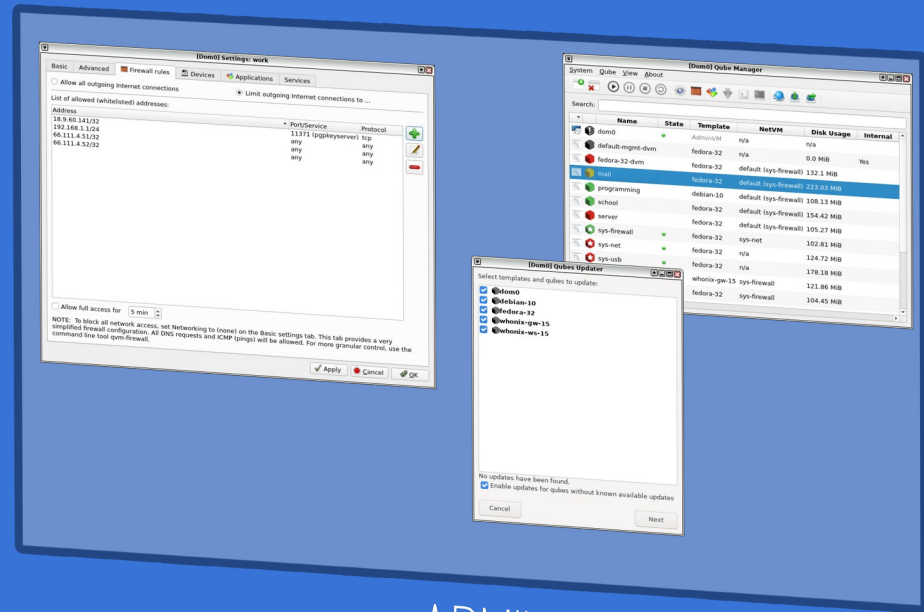 [Dom0] Settings: work
Basic Advanced Firewall rules Devices Applications Services
Allow all outgoing Internet connections Limit outgoing Internet connections to ...
List of allowed (whitelisted) addresses:
Address Port/Service Protocol
18.9.60.141/32 11371 (pgpkeyserver) tcp
192.168.1.1/24 any any
66.111.4.51/32 any any
66.111.4.52/32 any any
Allow full access for 5 min
NOTE: To block all network access, set Networking to (none) on the Basic settings tab. This tab provides a very
simplified firewall configuration. All DNS requests and ICMP (pings) will be allowed. For more granular control, use the
command line tool qvm-firewall.
Apply Cancel OK
[Dom0] Qube Manager
System Qube View About
Search:
Name State Template NetVM Disk Usage Internal
dom0 AdminVM n/a n/a
default-mgmt-dvm fedora-32 n/a 0.0 MiB Yes
fedora-32-dvm fedora-32 default (sys-firewall) 132.1 MiB
mail fedora-32 default (sys-firewall) 223.03 MiB
programming debian-10 default (sys-firewall) 108.13 MiB
school fedora-32 default (sys-firewall) 154.42 MiB
server fedora-32 default (sys-firewall) 105.27 MiB
sys-firewall fedora-32 sys-net 102.81 MiB
sys-net fedora-32 n/a 124.72 MiB
sys-usb fedora-32 n/a 178.18 MiB
whonix-gw-15 sys-firewall 121.86 MiB
fedora-32 sys-firewall 104.45 MiB
[Dom0] Qubes Updater
Select templates and qubes to update:
dom0
debian-10
fedora-32
whonix-gw-15
whonix-ws-15
No updates have been found.
Enable updates for qubes without known available updates
Cancel Next